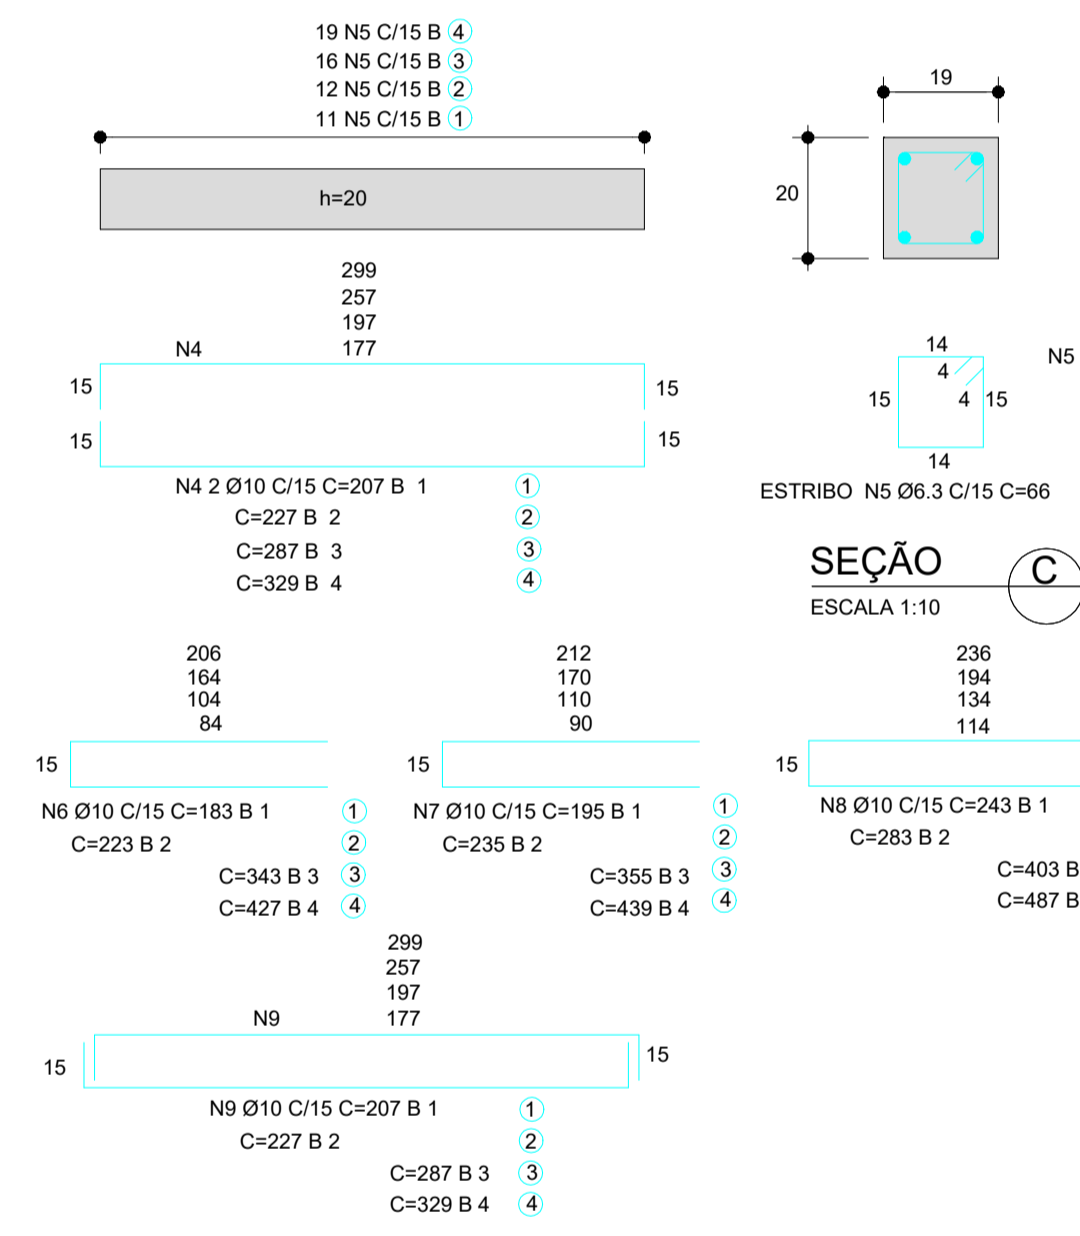 19 N5 C/15 B 4
16 N5 C/15 B 3
12 N5 C/15 B 2
11 N5 C/15 B 1
h=20
19
20
299
257
197
N4 177
15 15
15 15
N4 2 Ø10 C/15 C=207 B 1 1
C=227 B 2 2
C=287 B 3 3
C=329 B 4 4
14
4
N5
15 4 15
14
ESTRIBO N5 Ø6.3 C/15 C=66
SEÇÃO C
ESCALA 1:10
206
164
104
84
15
N6 Ø10 C/15 C=183 B 1 1
C=223 B 2 2
C=343 B 3 3
C=427 B 4 4
212
170
110
90
15
N7 Ø10 C/15 C=195 B 1 1
C=235 B 2 2
C=355 B 3 3
C=439 B 4 4
236
194
134
114
15
N8 Ø10 C/15 C=243 B 1
C=283 B 2
C=403 B
C=487 B
299
257
197
N9 177
15 15
N9 Ø10 C/15 C=207 B 1 1
C=227 B 2 2
C=287 B 3 3
C=329 B 4 4